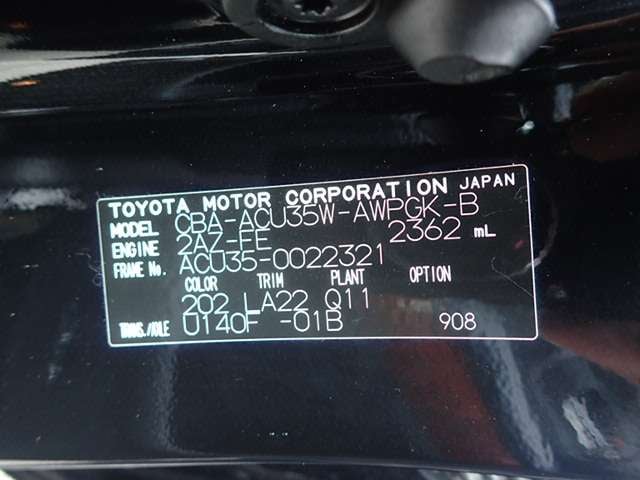 TOYOTA MOTOR CORPORATION JAPAN
MODEL CBA-ACU35W-AWPGK-B
ENGINE 2AZ-FE 2362 mL
FRAME No. ACU35-0022321
COLOR TRIM PLANT OPTION
202 LA22 Q11
TRANS./AXLE U140F -01B 908